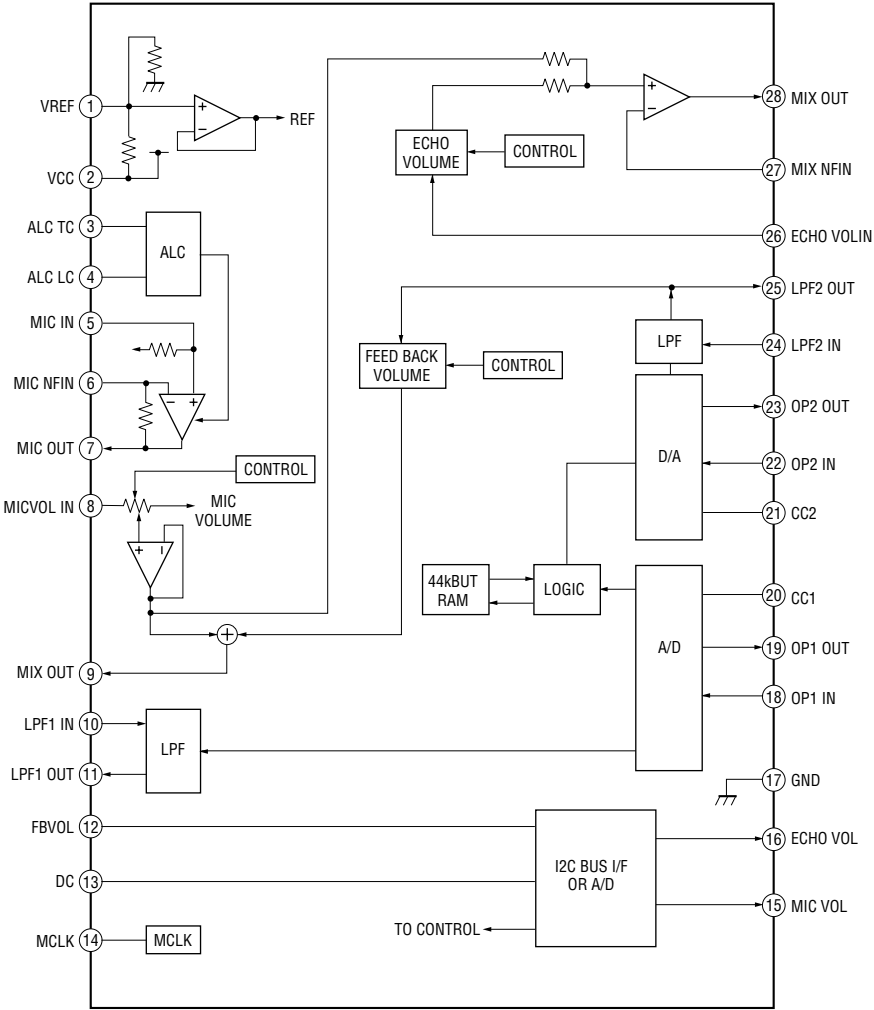 VREF 1
VCC 2
ALC TC 3
ALC LC 4
MIC IN 5
MIC NFIN 6
MIC OUT 7
MICVOL IN 8
MIX OUT 9
LPF1 IN 10
LPF1 OUT 11
FBVOL 12
DC 13
MCLK 14
+
−
REF
ALC
− +
CONTROL
MIC
VOLUME
+ −
+
LPF
MCLK
ECHO
VOLUME
CONTROL
+
−
FEED BACK
VOLUME
CONTROL
LPF
D/A
44kBUT
RAM
LOGIC
A/D
I2C BUS I/F
OR A/D
TO CONTROL
28 MIX OUT
27 MIX NFIN
26 ECHO VOLIN
25 LPF2 OUT
24 LPF2 IN
23 OP2 OUT
22 OP2 IN
21 CC2
20 CC1
19 OP1 OUT
18 OP1 IN
17 GND
16 ECHO VOL
15 MIC VOL